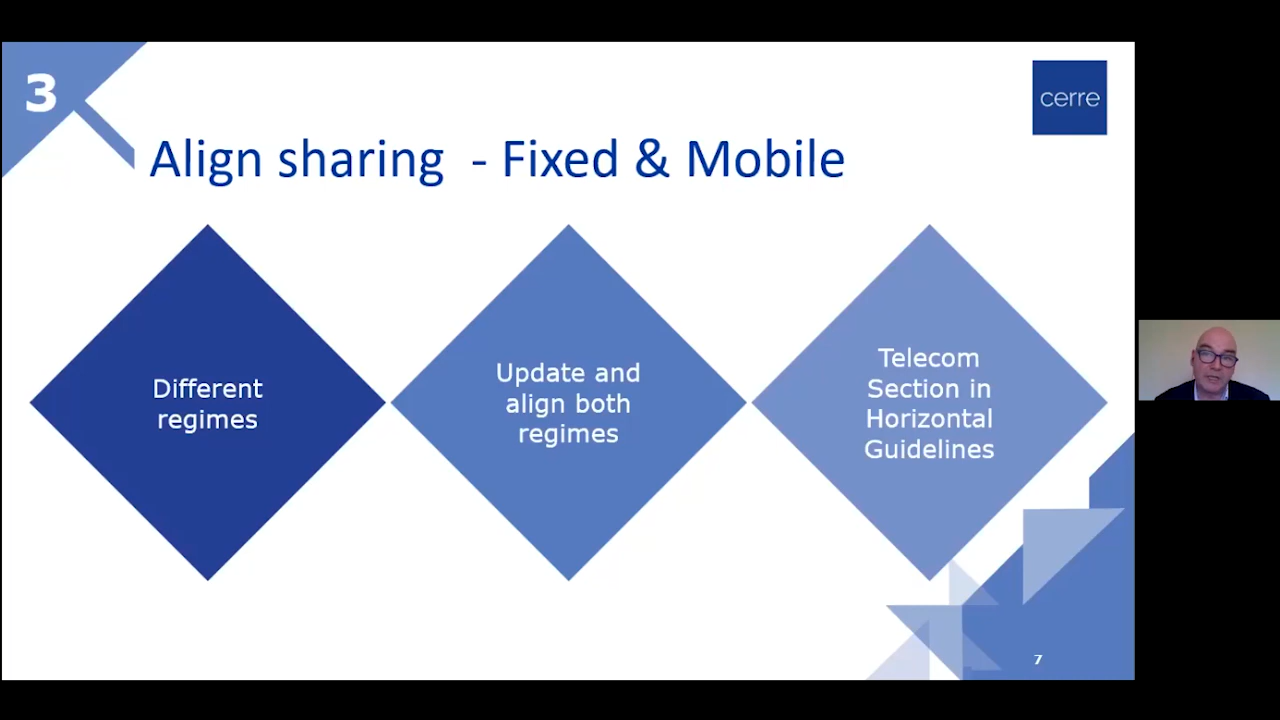 3
cerre
Align sharing  - Fixed & Mobile
Different
regimes
Update and
align both
regimes
Telecom
Section in
Horizontal
Guidelines
7